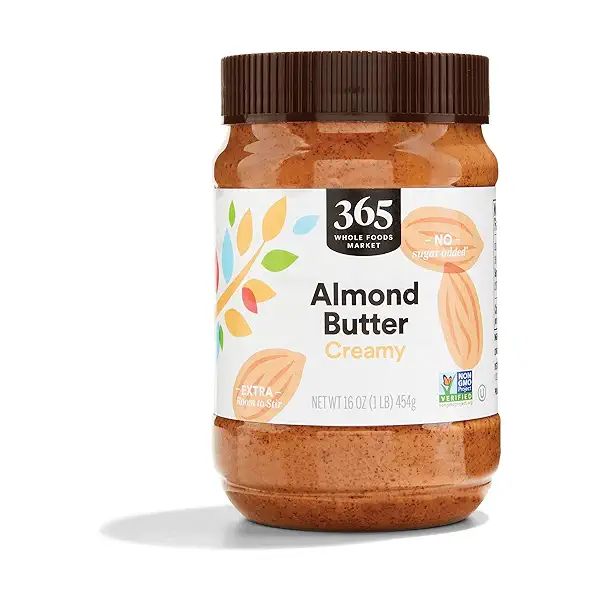 365
WHOLE FOODS
MARKET
NO
sugar added*
Almond
Butter
Creamy
EXTRA
Room to Stir
NET WT 16 OZ (1 LB) 454g
NON
GMO
Project
VERIFIED
U